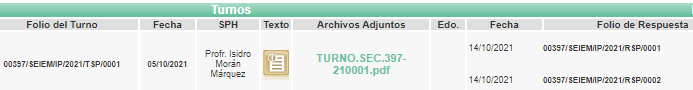 Turnos
Folio del Turno Fecha SPH Texto Archivos Adjuntos Edo. Fecha Folio de Respuesta
00397/SEIEM/IP/2021/TSP/0001 05/10/2021 Profr. Isidro Morán Márquez TURNO.SEC.397-210001.pdf
14/10/2021 00397/SEIEM/IP/2021/RSP/0001
14/10/2021 00397/SEIEM/IP/2021/RSP/0002